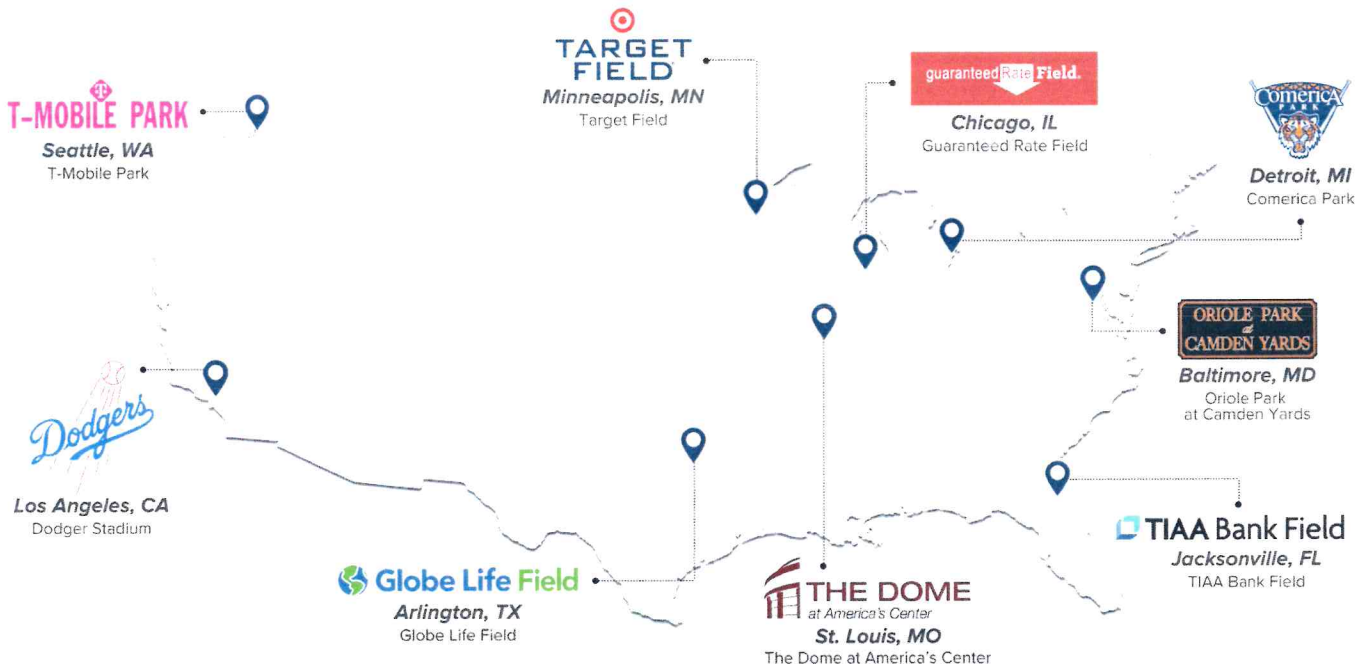 TARGET
FIELD
Minneapolis, MN
Target Field
guaranteed Rate Field.
Chicago, IL
Guaranteed Rate Field
T-MOBILE PARK
Seattle, WA
T-Mobile Park
COMERICA
PARK
Detroit, MI
Comerica Park
ORIOLE PARK
at
CAMDEN YARDS
Baltimore, MD
Oriole Park
at Camden Yards
Dodgers
Los Angeles, CA
Dodger Stadium
TIAA Bank Field
Jacksonville, FL
TIAA Bank Field
Globe Life Field
Arlington, TX
Globe Life Field
THE DOME
at America's Center
St. Louis, MO
The Dome at America's Center